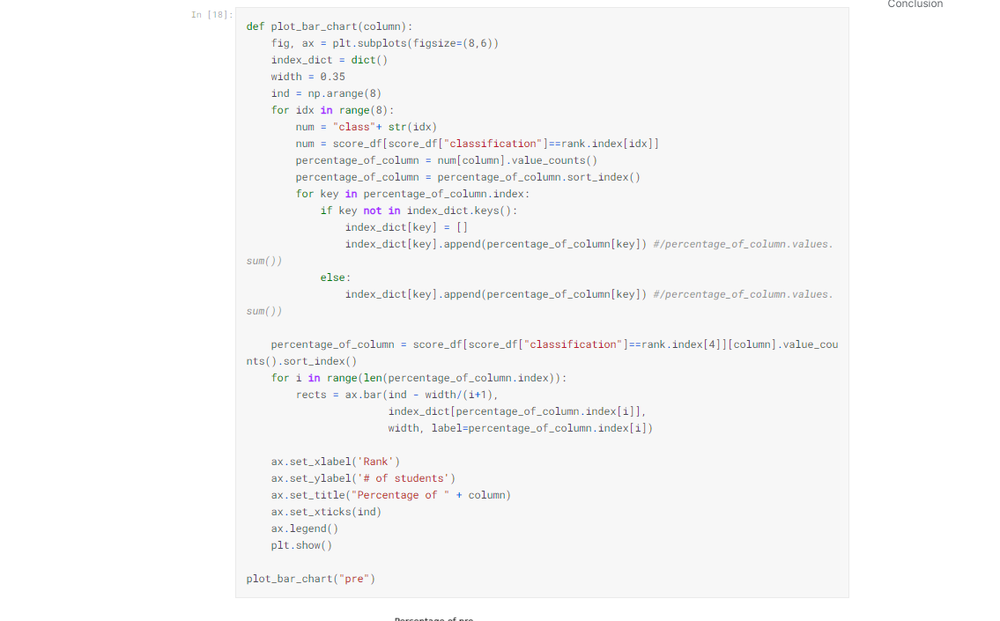 Conclusion
In [18]:
def plot_bar_chart(column):
    fig, ax = plt.subplots(figsize=(8,6))
    index_dict = dict()
    width = 0.35
    ind = np.arange(8)
    for idx in range(8):
        num = "class"+ str(idx)
        num = score_df[score_df["classification"]==rank.index[idx]]
        percentage_of_column = num[column].value_counts()
        percentage_of_column = percentage_of_column.sort_index()
        for key in percentage_of_column.index:
            if key not in index_dict.keys():
                index_dict[key] = []
                index_dict[key].append(percentage_of_column[key]) #/percentage_of_column.values.
sum())
            else:
                index_dict[key].append(percentage_of_column[key]) #/percentage_of_column.values.
sum())
    percentage_of_column = score_df[score_df["classification"]==rank.index[4]][column].value_cou
nts().sort_index()
    for i in range(len(percentage_of_column.index)):
        rects = ax.bar(ind - width/(i+1),
                       index_dict[percentage_of_column.index[i]],
                       width, label=percentage_of_column.index[i])
    ax.set_xlabel('Rank')
    ax.set_ylabel('# of students')
    ax.set_title("Percentage of " + column)
    ax.set_xticks(ind)
    ax.legend()
    plt.show()
plot_bar_chart("pre")
Percentage of pre